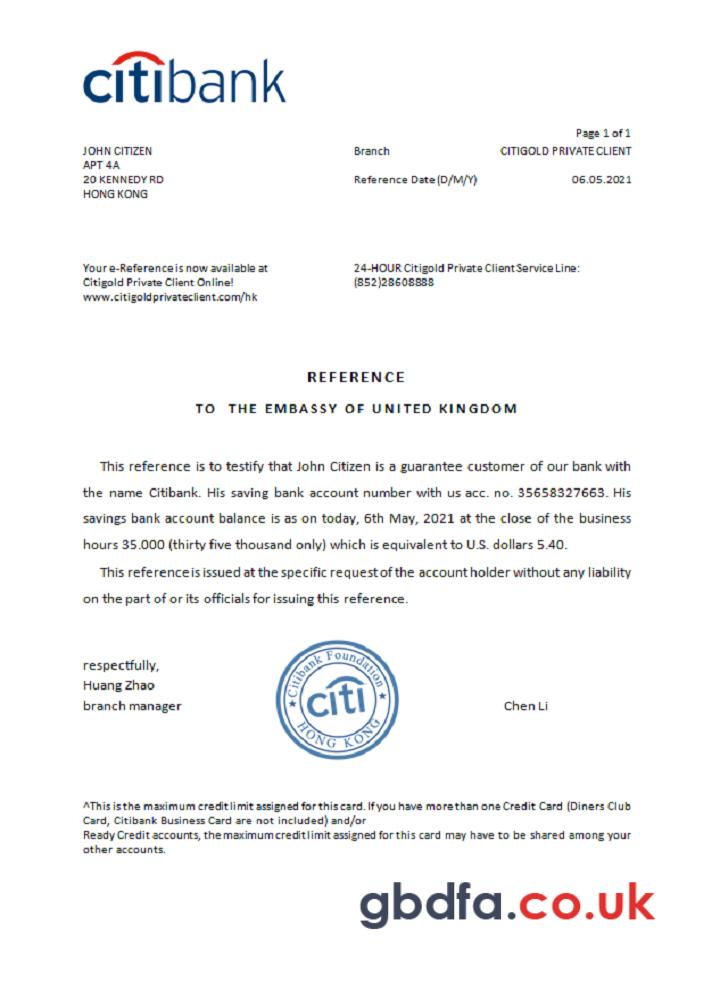 citibank
Page 1 of 1
JOHN CITIZEN
APT 4A
20 KENNEDY RD
HONG KONG
Branch CITIGOLD PRIVATE CLIENT
Reference Date (D/M/Y) 06.05.2021
Your e-Reference is now available at
Citigold Private Client Online!
www.citigoldprivateclient.com/hk
24-HOUR Citigold Private Client Service Line:
(852)28608888
REFERENCE
TO THE EMBASSY OF UNITED KINGDOM
This reference is to testify that John Citizen is a guarantee customer of our bank with
the name Citibank. His saving bank account number with us acc. no. 35658327663. His
savings bank account balance is as on today, 6th May, 2021 at the close of the business
hours 35.000 (thirty five thousand only) which is equivalent to U.S. dollars 5.40.
This reference is issued at the specific request of the account holder without any liability
on the part of or its officials for issuing this reference.
respectfully,
Huang Zhao
branch manager
Citibank Foundation
citi
HONG KONG
Chen Li
^This is the maximum credit limit assigned for this card. If you have more than one Credit Card (Diners Club
Card, Citibank Business Card are not included) and/or
Ready Credit accounts, the maximum credit limit assigned for this card may have to be shared among your
other accounts.
gbdfa.co.uk